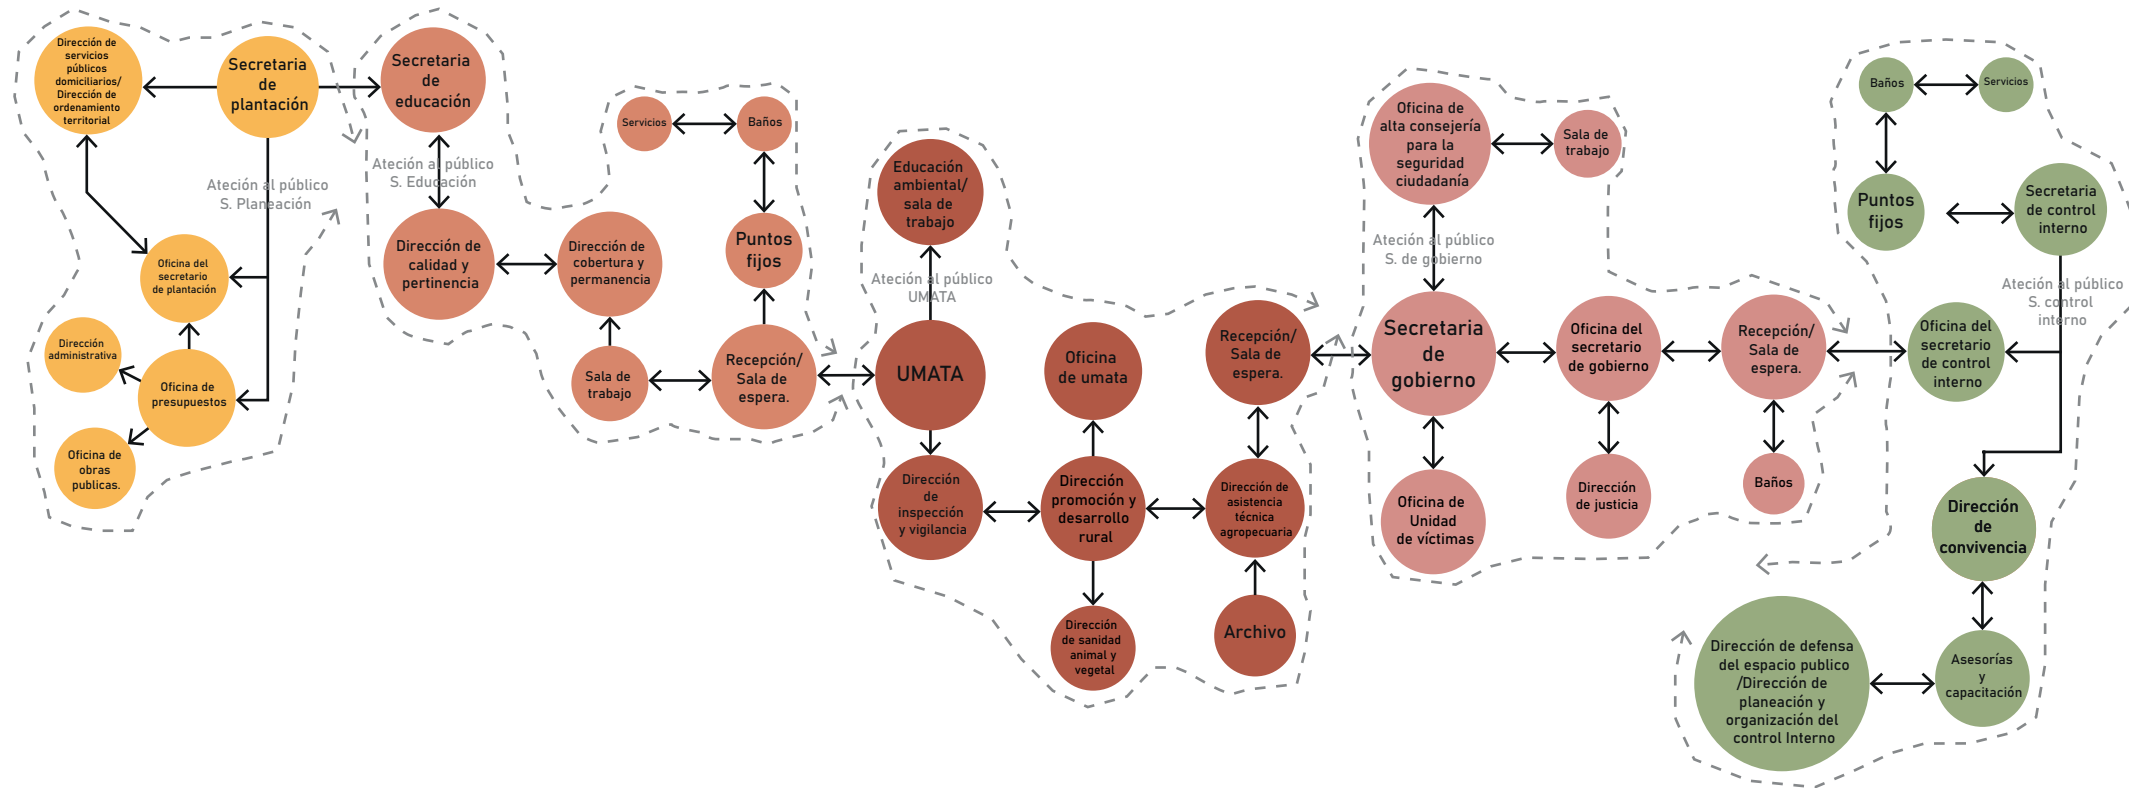 Dirección de
servicios
públicos
domiciliarios/
Dirección de
ordenamiento
territorial
Secretaria
de
plantación
Ateción al público
S. Planeación
Oficina del
secretario
de plantación
Dirección
administrativa
Oficina de
presupuestos
Oficina de
obras
publicas.
Secretaria
de
educación
Ateción al público
S. Educación
Dirección de
calidad y
pertinencia
Dirección de
cobertura y
permanencia
Servicios
Baños
Puntos
fijos
Sala de
trabajo
Recepción/
Sala de
espera.
Educación
ambiental/
sala de
trabajo
Ateción al público
UMATA
UMATA
Dirección
de
inspección
y vigilancia
Oficina
de umata
Dirección
promoción y
desarrollo
rural
Dirección
de sanidad
animal y
vegetal
Recepción/
Sala de
espera.
Dirección de
asistencia
técnica
agropecuaria
Archivo
Oficina de
alta consejería
para la
seguridad
ciudadanía
Sala de
trabajo
Ateción al público
S. de gobierno
Secretaria
de
gobierno
Oficina del
secretario
de gobierno
Recepción/
Sala de
espera.
Oficina de
Unidad
de víctimas
Dirección
de justicia
Baños
Baños
Servicios
Puntos
fijos
Secretaria
de control
interno
Ateción al público
S. control
interno
Oficina del
secretario
de control
interno
Dirección
de
convivencia
Asesorías
y
capacitación
Dirección de defensa
del espacio publico
/Dirección de
planeación y
organización del
control Interno